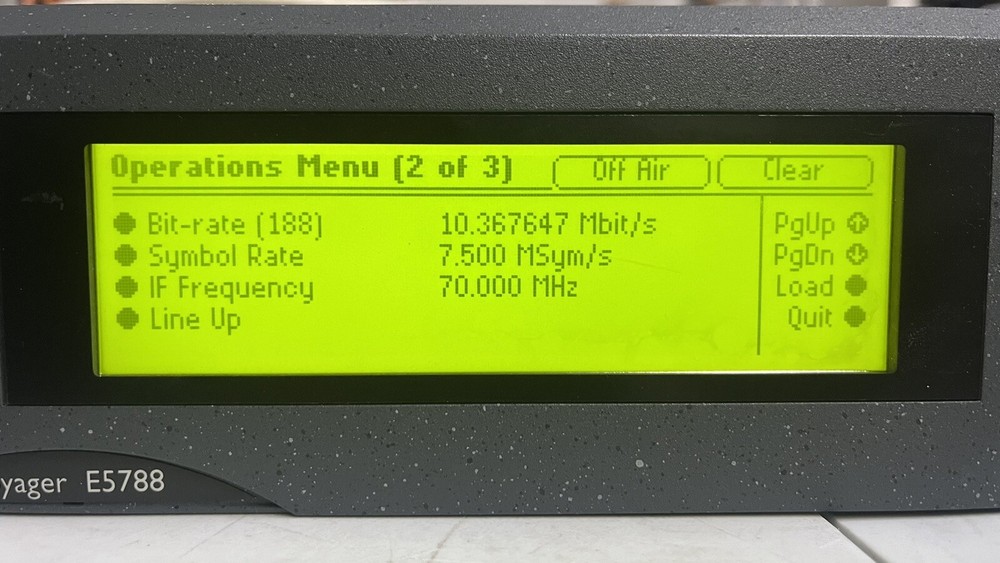 Operations Menu (2 of 3) Off Air Clear
Bit-rate (188) 10.367647 Mbit/s PgUp
Symbol Rate 7.500 MSym/s PgDn
IF Frequency 70.000 MHz Load
Line Up Quit
yager E5788